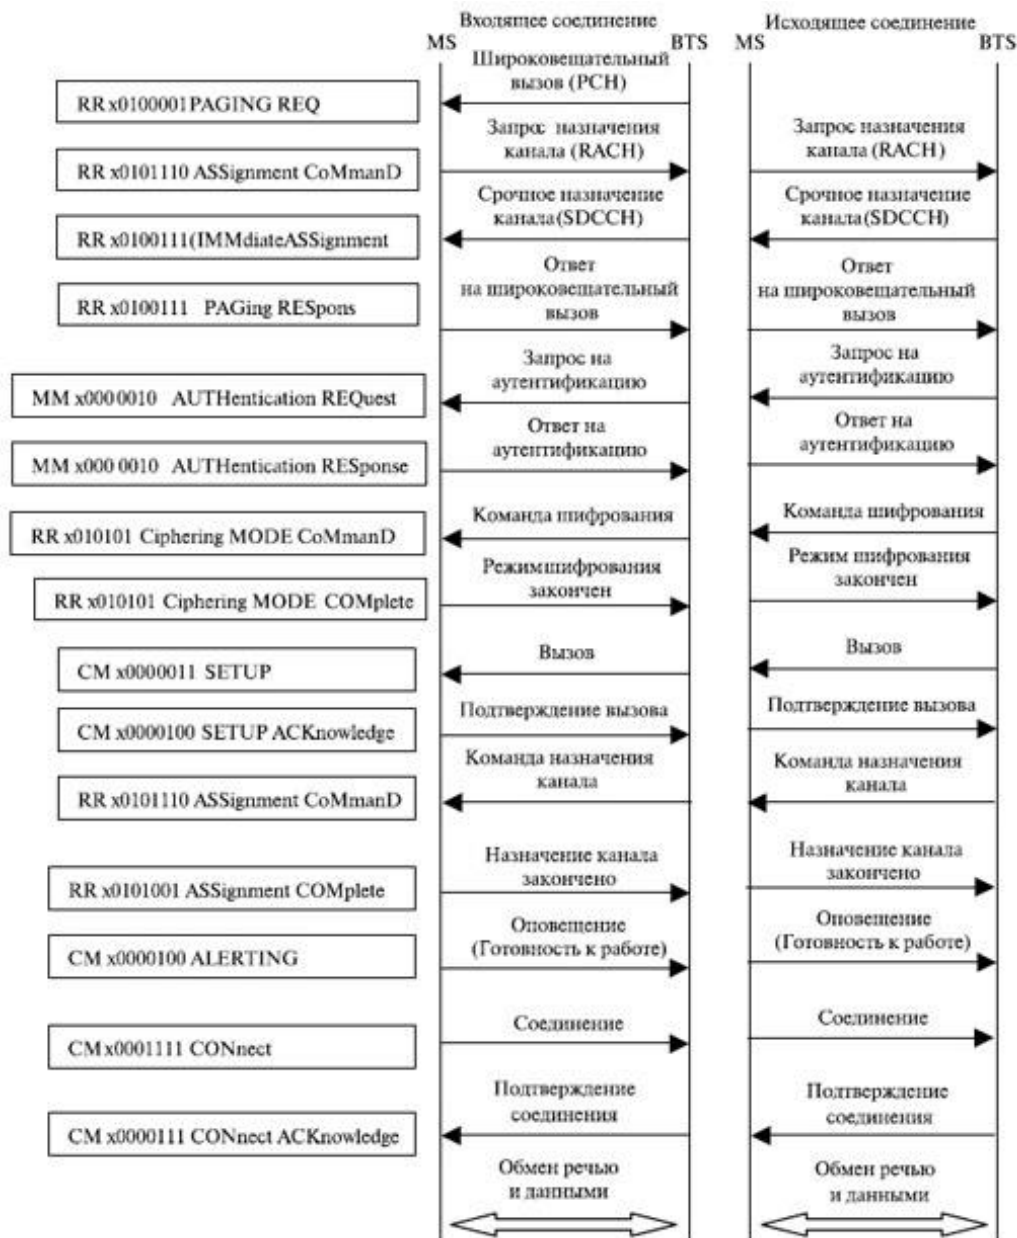 Входящее соединение
Исходящее соединение
MS
BTS
MS
BTS
Широковещательный
вызов (PCH)
RR x0100001PAGING REQ
Запрос назначения
канала (RACH)
Запрос назначения
канала (RACH)
RR x0101110 ASSignment CoMmanD
Срочное назначение
канала(SDCCH)
Срочное назначение
канала(SDCCH)
RR x0100111(IMMdiateASSignment
Ответ
на широковещательный
вызов
Ответ
на широковещательный
вызов
RR x0100111 PAGing RESpons
Запрос на
аутентификацию
Запрос на
аутентификацию
MM x000 0010 AUTHentication REQuest
Ответ на
аутентификацию
Ответ на
аутентификацию
MM x000 0010 AUTHentication RESponse
Команда шифрования
Команда шифрования
RR x010101 Ciphering MODE CoMmanD
Режимшифрования
закончен
Режим шифрования
закончен
RR x010101 Ciphering MODE COMplete
Вызов
Вызов
CM x0000011 SETUP
Подтверждение вызова
Подтверждение вызова
CM x0000100 SETUP ACKnowledge
Команда назначения
канала
Команда назначения
канала
RR x0101110 ASSignment CoMmanD
Назначение канала
закончено
Назначение канала
закончено
RR x0101001 ASSignment COMplete
Оповещение
(Готовность к работе)
Оповещение
(Готовность к работе)
CM x0000100 ALERTING
Соединение
Соединение
CM x0001111 CONnect
Подтверждение
соединения
Подтверждение
соединения
CM x0000111 CONnect ACKnowledge
Обмен речью
и данными
Обмен речью
и данными